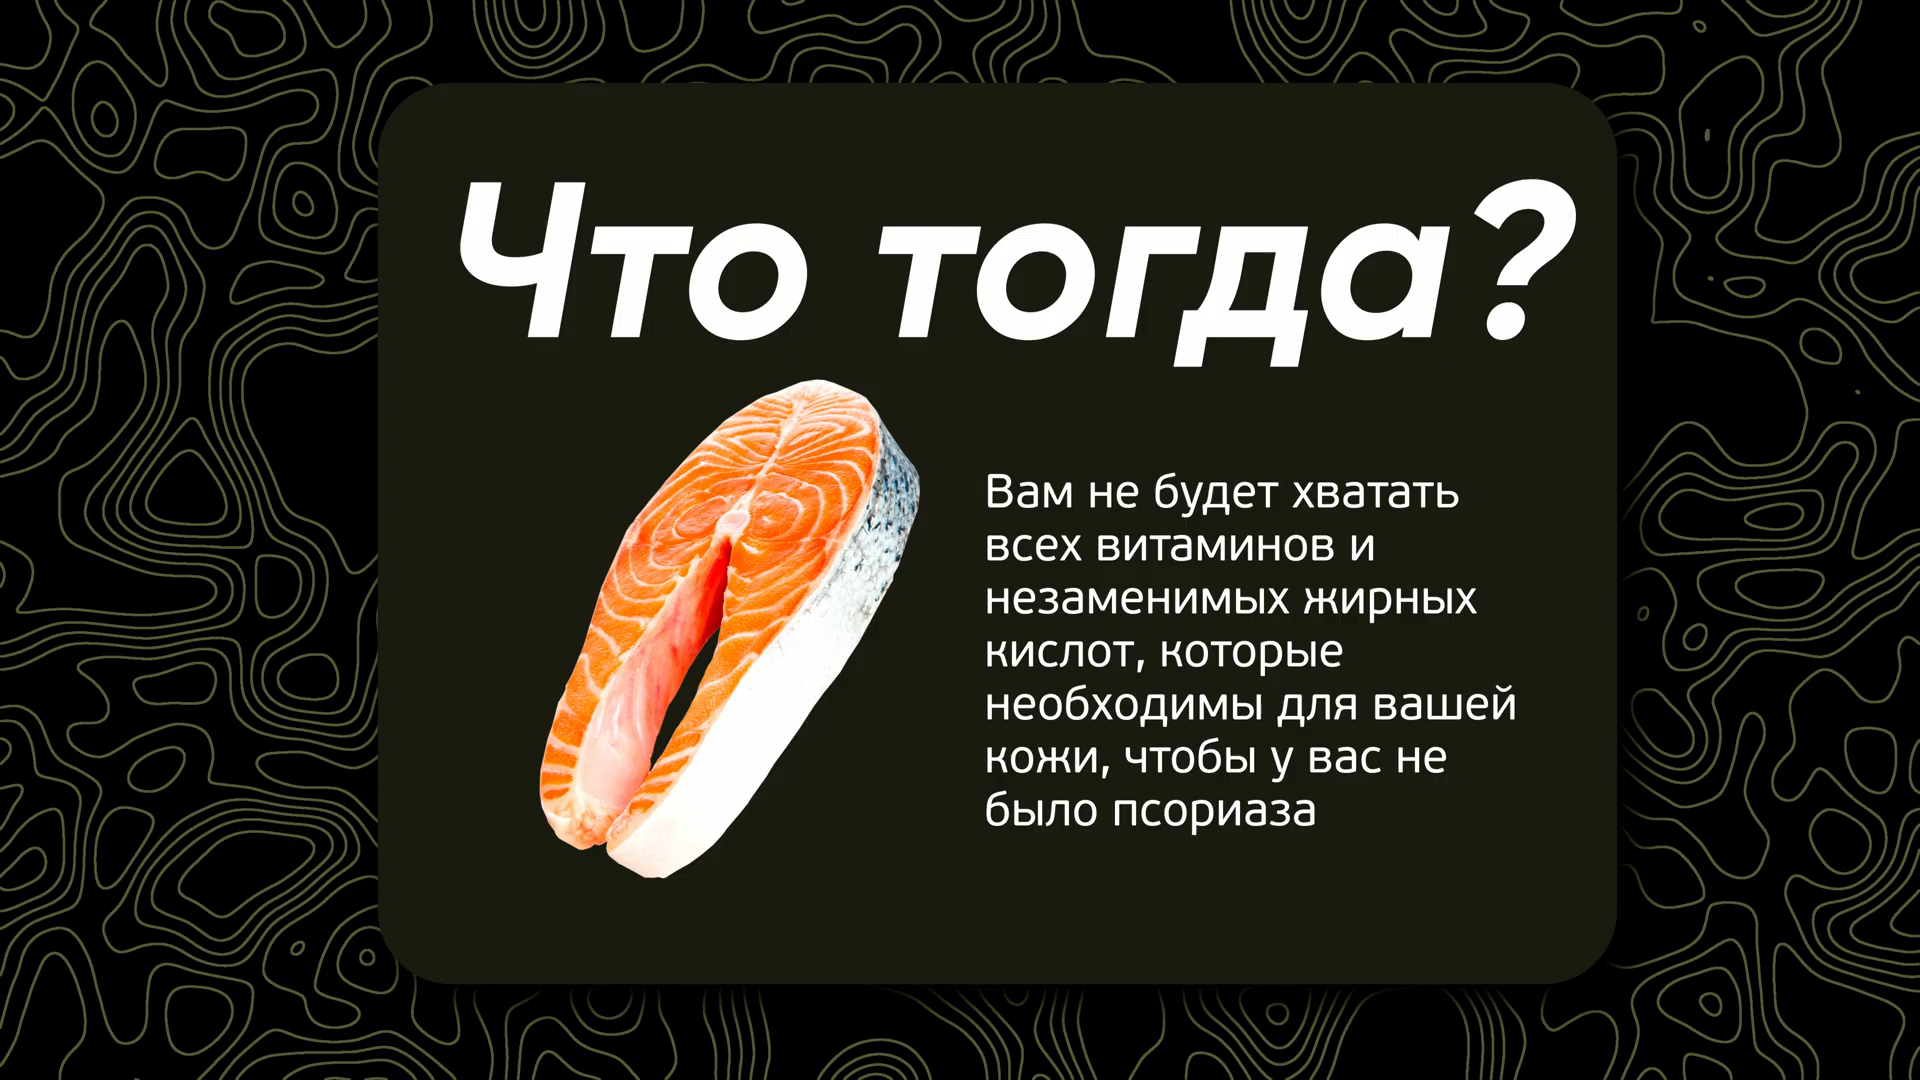 Что тогда?
Вам не будет хватать
всех витаминов и
незаменимых жирных
кислот, которые
необходимы для вашей
кожи, чтобы у вас не
было псориаза